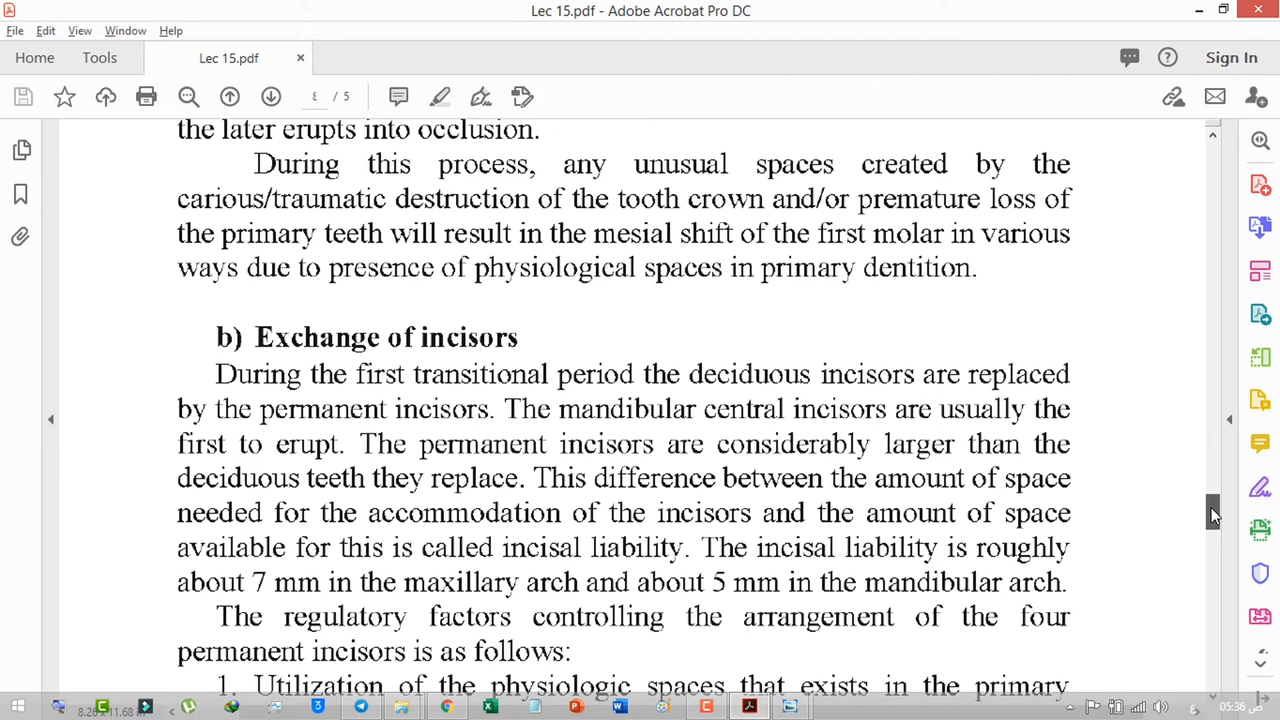 Lec 15.pdf - Adobe Acrobat Pro DC
File Edit View Window Help
Home Tools Lec 15.pdf × Sign In
٤ / 5
the later erupts into occlusion.
During this process, any unusual spaces created by the
carious/traumatic destruction of the tooth crown and/or premature loss of
the primary teeth will result in the mesial shift of the first molar in various
ways due to presence of physiological spaces in primary dentition.
b) Exchange of incisors
During the first transitional period the deciduous incisors are replaced
by the permanent incisors. The mandibular central incisors are usually the
first to erupt. The permanent incisors are considerably larger than the
deciduous teeth they replace. This difference between the amount of space
needed for the accommodation of the incisors and the amount of space
available for this is called incisal liability. The incisal liability is roughly
about 7 mm in the maxillary arch and about 5 mm in the mandibular arch.
The regulatory factors controlling the arrangement of the four
permanent incisors is as follows:
1. Utilization of the physiologic spaces that exists in the primary
8.26 x 11.68 in
ع 05:36 ص